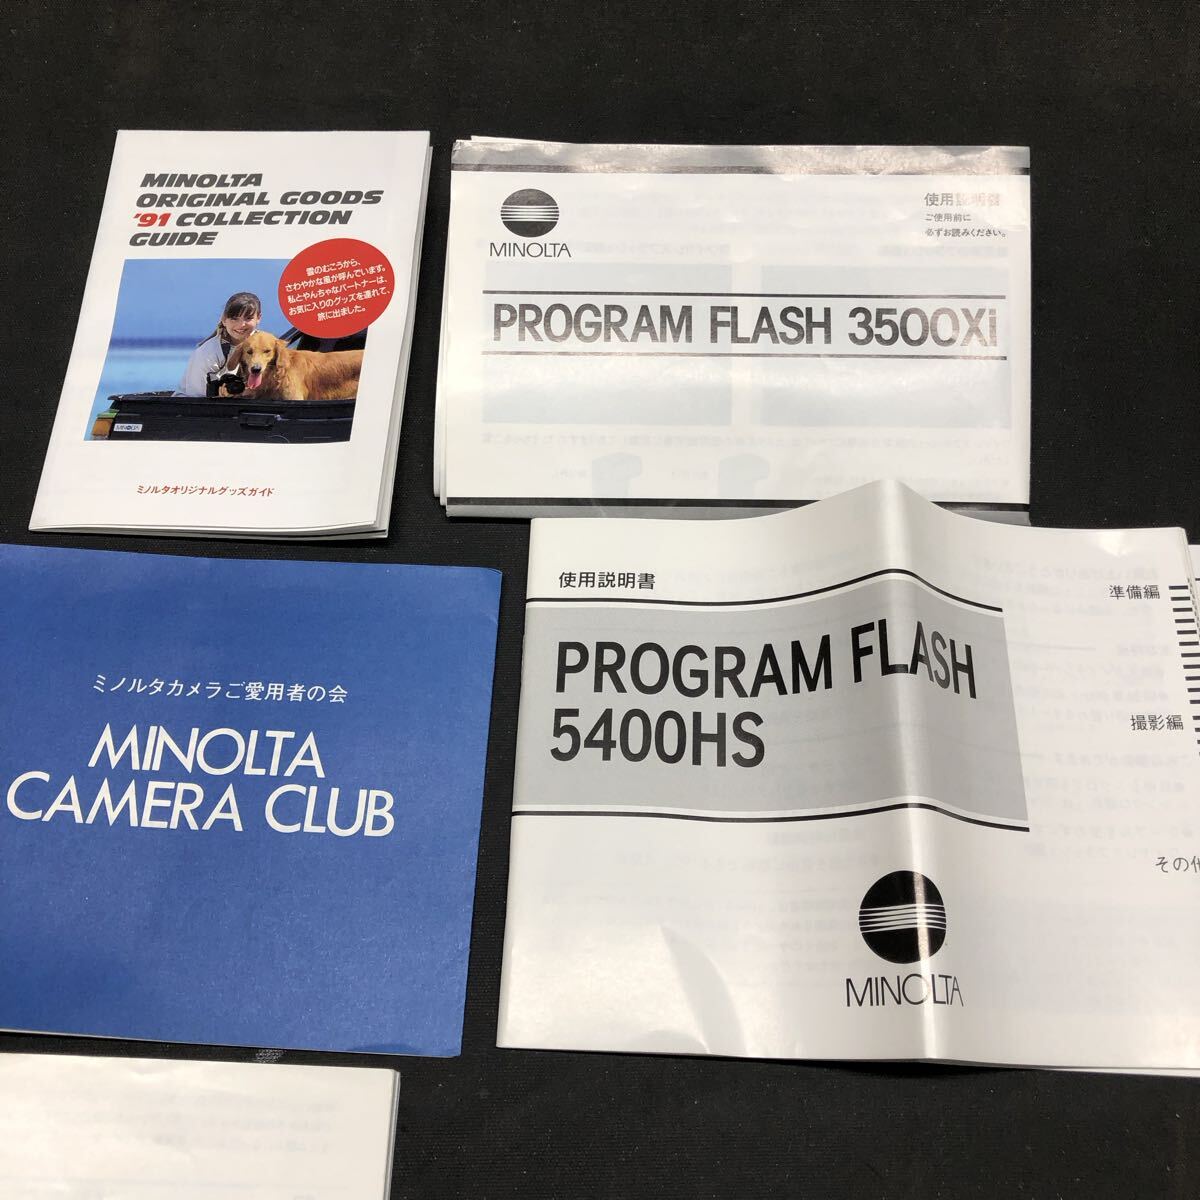 MINOLTA
ORIGINAL GOODS
'91 COLLECTION
GUIDE
雲のむこうから、
さわやかな風が呼んでいます。
私とやんちゃなパートナーは、
お気に入りのグッズを連れて、
旅に出ました。
MINOLTA
ミノルタオリジナルグッズガイド
MINOLTA
使用説明書
ご使用前に
必ずお読みください。
PROGRAM FLASH 3500Xi
ミノルタカメラご愛用者の会
MINOLTA
CAMERA CLUB
使用説明書
PROGRAM FLASH
5400HS
MINOLTA
準備編
撮影編
その他